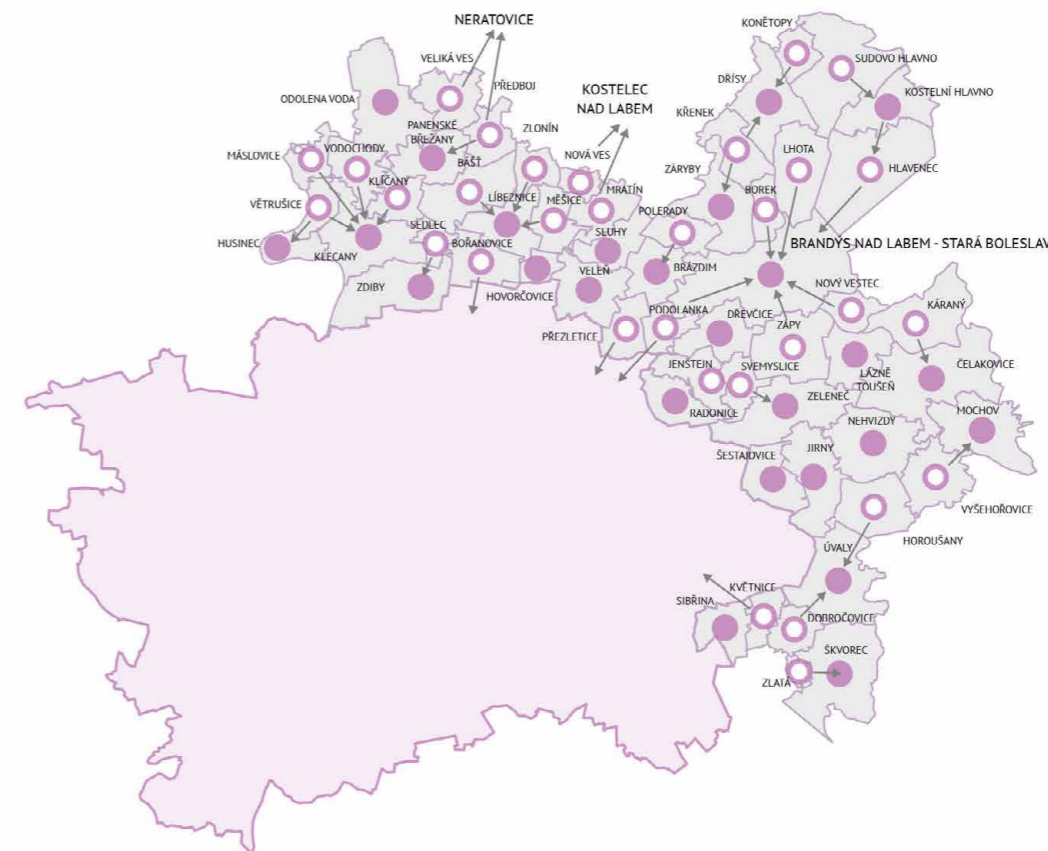 NERATOVICE
KONĚTOPY
VELIKÁ VES
SUDOVO HLAVNO
DŘÍSY
PŘEDBOJ
KOSTELEC
NAD LABEM
KOSTELNÍ HLAVNO
ODOLENA VODA
KŘENEK
PANENSKÉ
BŘEŽANY
ZLONÍN
LHOTA
MÁSLOVICE
VODOCHODY
BÁŠŤ
NOVÁ VES
HLAVENEC
KLÍČANY
ZÁRYBY
BOREK
MRATÍN
VĚTRUŠICE
LÍBEZNICE
MĚŠICE
POLERADY
SEDLEC
SLUHY
BRANDÝS NAD LABEM - STARÁ BOLESLAV
HUSINEC
KLECANY
BOŘANOVICE
VELEŇ
BRÁZDIM
ZDIBY
HOVORČOVICE
NOVÝ VESTEC
KÁRANÝ
PODOLANKA
DŘEVČICE
ZÁPY
PŘEZLETICE
JENŠTEJN
SVEMYSLICE
LÁZNĚ
TOUŠEŇ
ČELAKOVICE
ZELENEČ
RADONICE
NEHVIZDY
MOCHOV
JIRNY
ŠESTAJOVICE
VYŠEHOŘOVICE
HOROUŠANY
ÚVALY
KVĚTNICE
SIBŘINA
DOBROČOVICE
ŠKVOREC
ZLATÁ